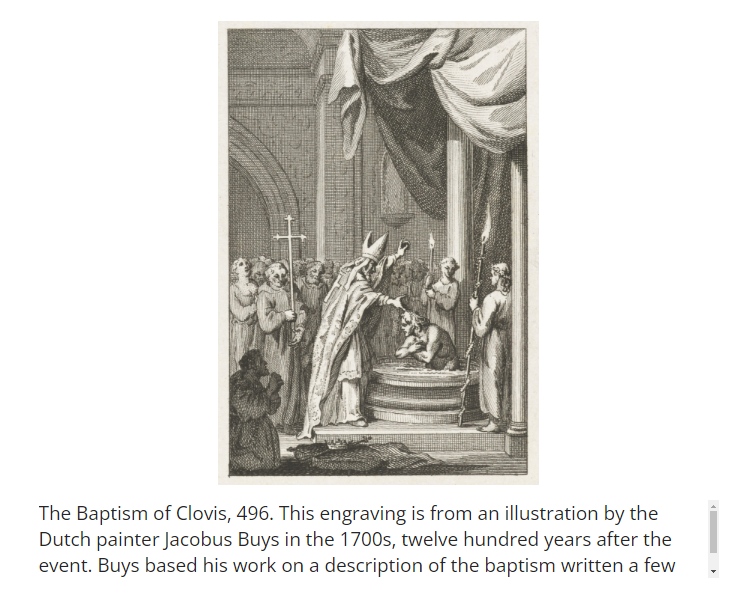 The Baptism of Clovis, 496. This engraving is from an illustration by the
Dutch painter Jacobus Buys in the 1700s, twelve hundred years after the
event. Buys based his work on a description of the baptism written a few